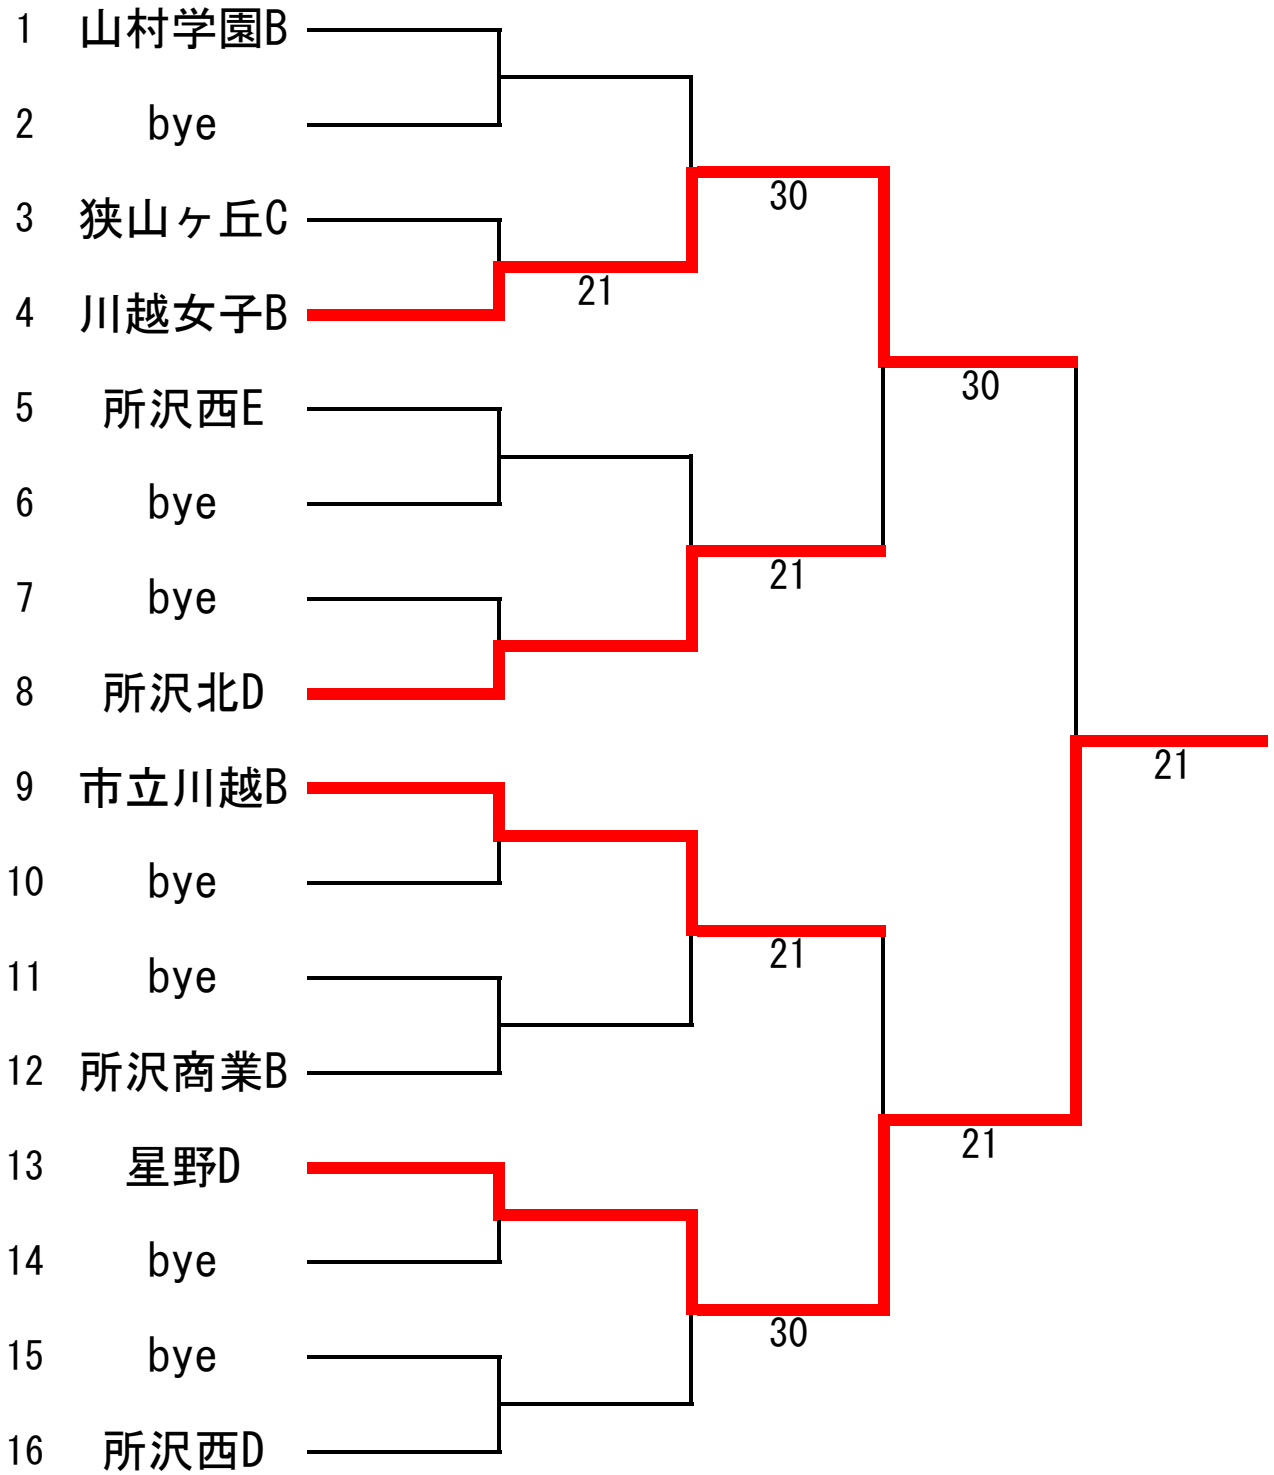 1 山村学園B
2 bye
30
3 狭山ヶ丘C
21
4 川越女子B
30
5 所沢西E
6 bye
21
7 bye
8 所沢北D
21
9 市立川越B
10 bye
21
11 bye
12 所沢商業B
21
13 星野D
14 bye
30
15 bye
16 所沢西D